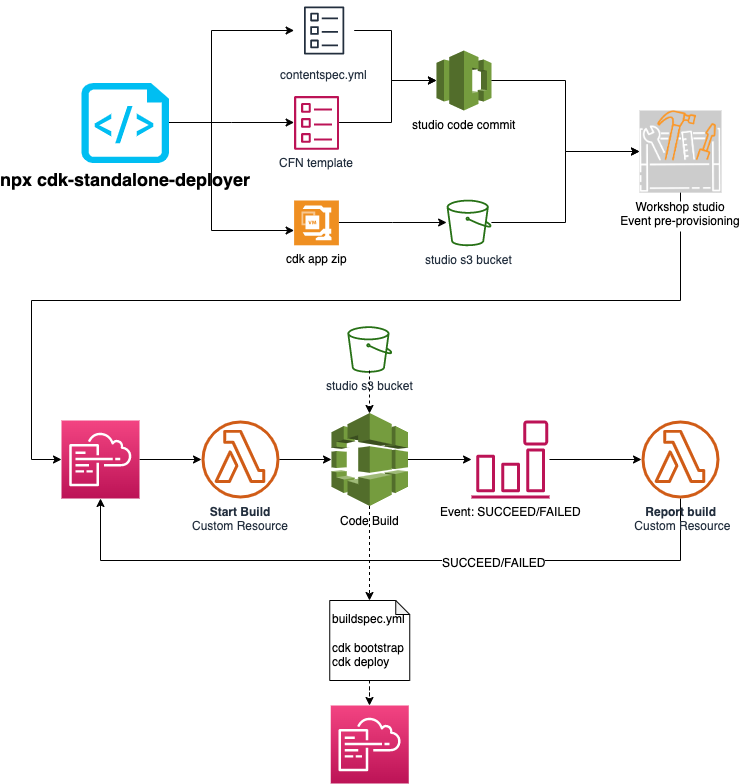 contentspec.yml
studio code commit
CFN template
npx cdk-standalone-deployer
Workshop studio
Event pre-provisioning
cdk app zip
studio s3 bucket
studio s3 bucket
Start Build
Custom Resource
Code Build
Event: SUCCEED/FAILED
Report build
Custom Resource
SUCCEED/FAILED
buildspec.yml
cdk bootstrap
cdk deploy